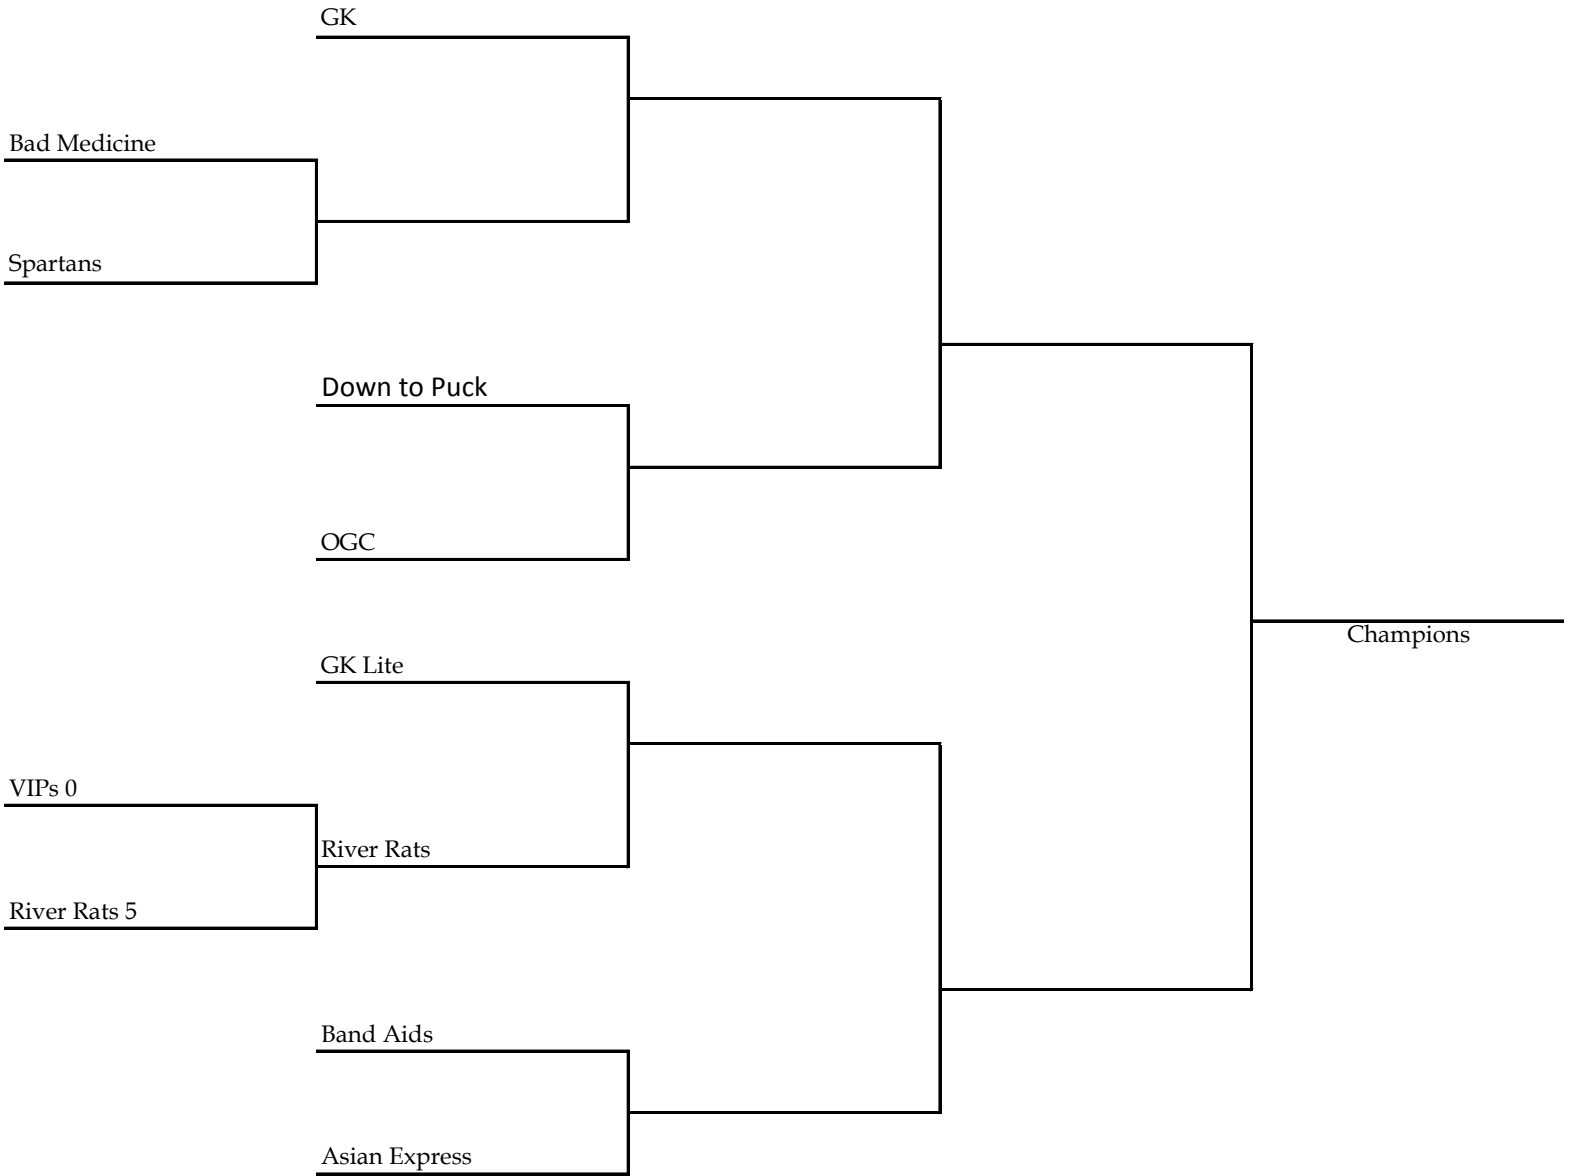 GK
Bad Medicine
Spartans
Down to Puck
OGC
Champions
GK Lite
VIPs 0
River Rats
River Rats 5
Band Aids
Asian Express